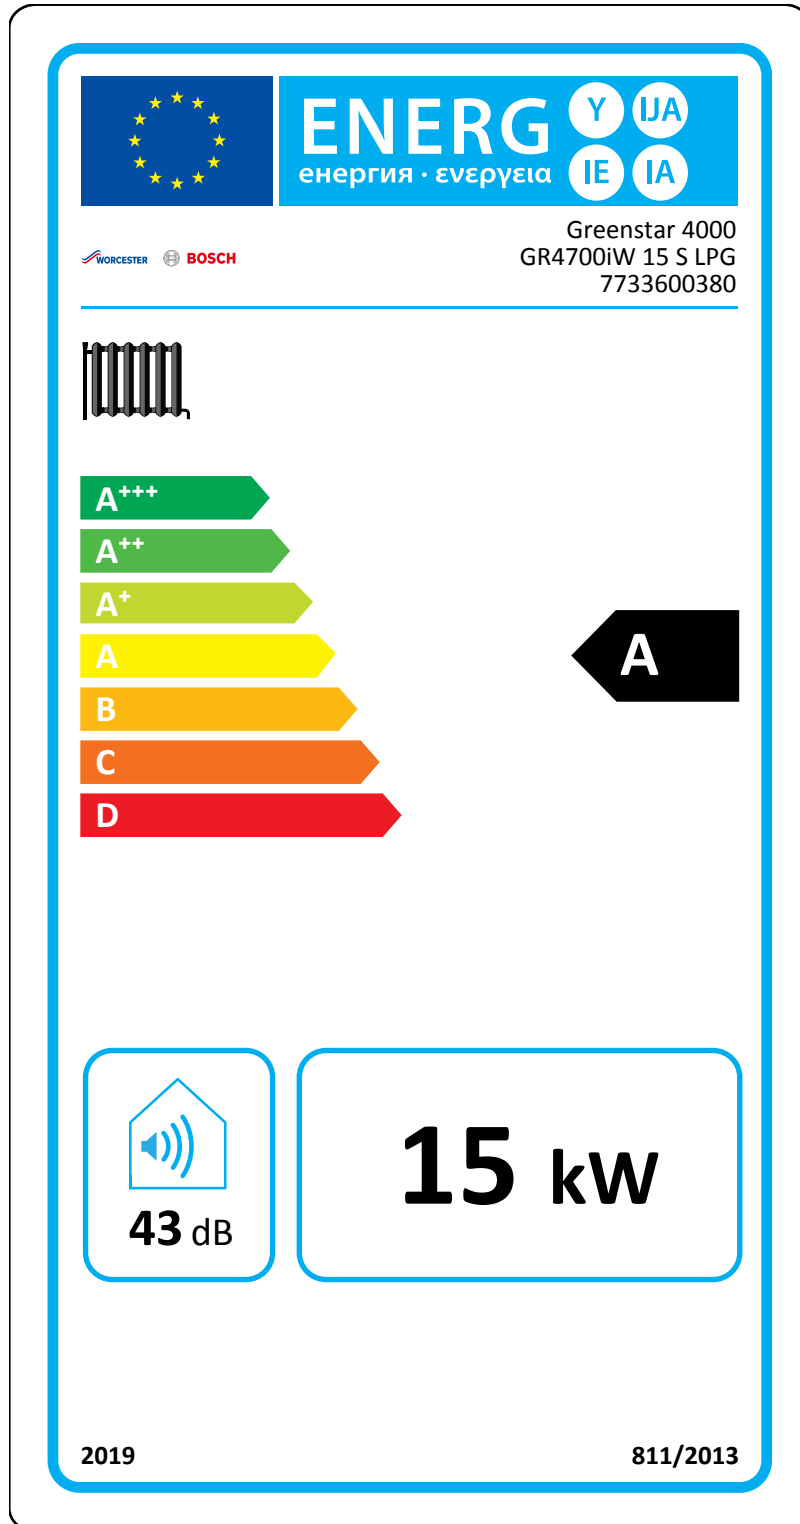 ENERG
енергия · ενεργεια
Y IJA
IE IA
WORCESTER BOSCH
Greenstar 4000
GR4700iW 15 S LPG
7733600380
A+++
A++
A+
A
B
C
D
A
43 dB
15 kW
2019 811/2013